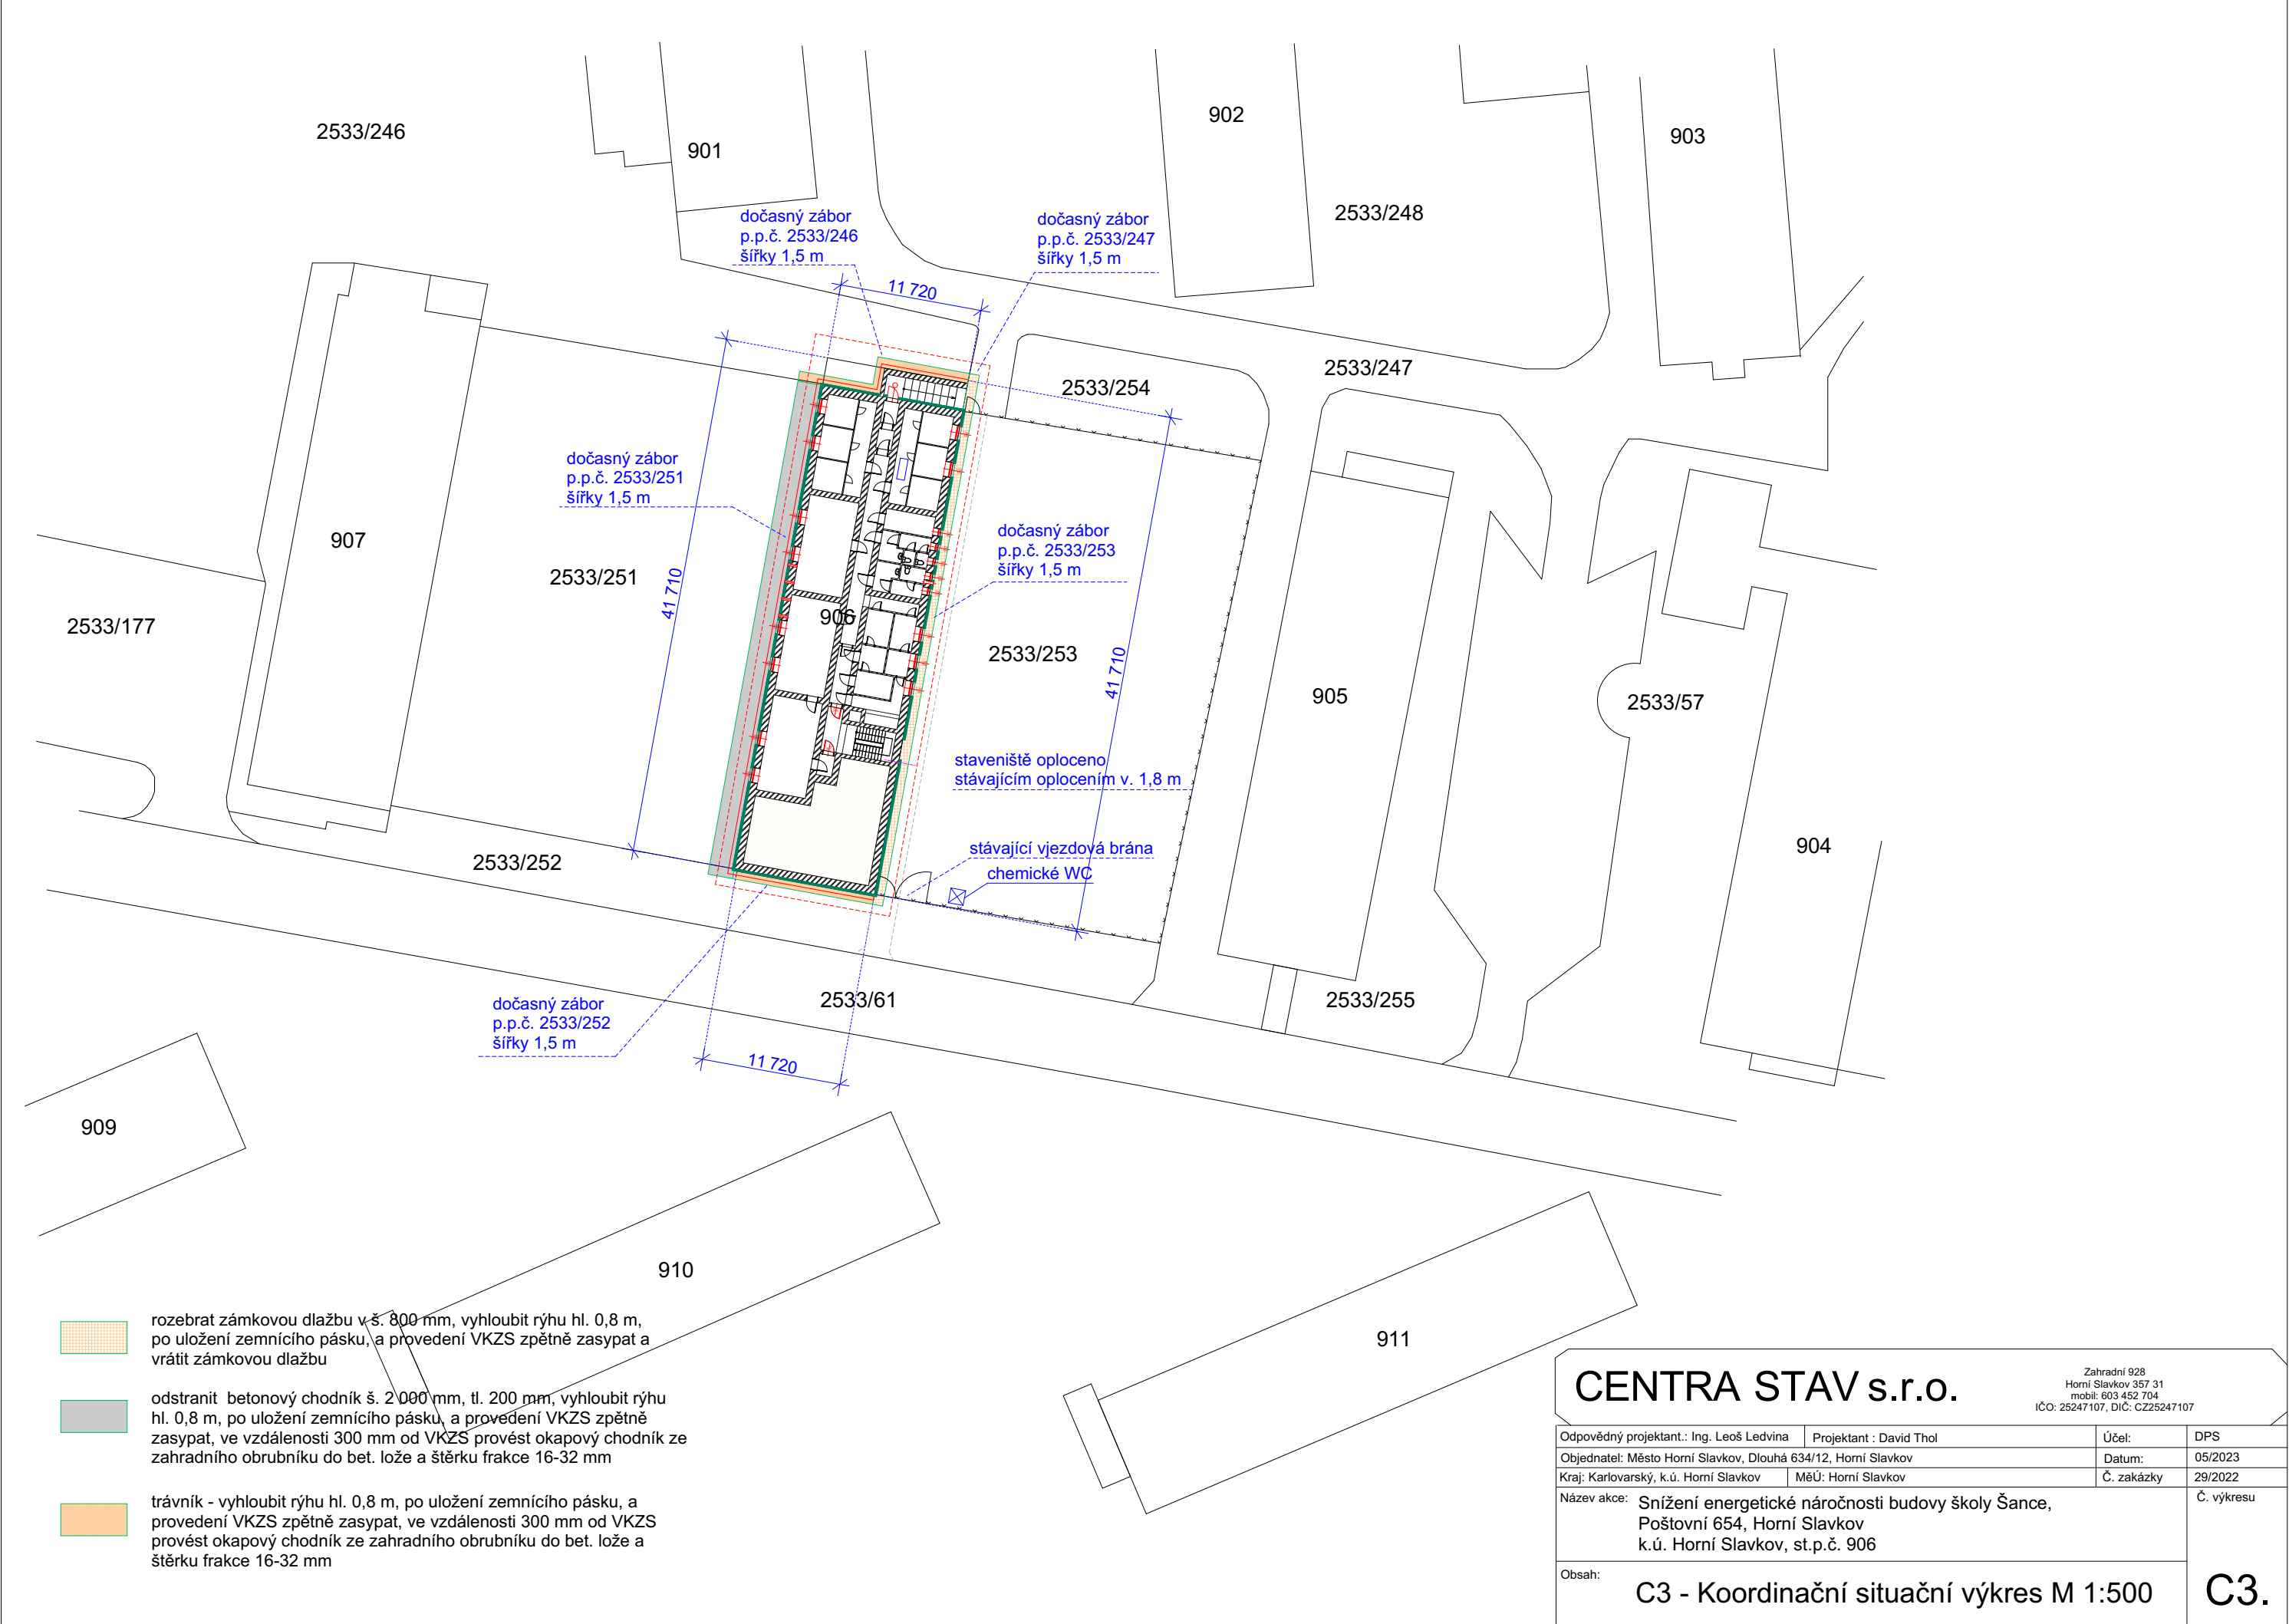 2533/246
901
902
903
2533/248
dočasný zábor
p.p.č. 2533/246
šířky 1,5 m
dočasný zábor
p.p.č. 2533/247
šířky 1,5 m
11 720
2533/247
2533/254
dočasný zábor
p.p.č. 2533/251
šířky 1,5 m
907
2533/251
41 710
2533/177
906
dočasný zábor
p.p.č. 2533/253
šířky 1,5 m
2533/253
41 710
905
2533/57
staveniště oploceno
stávajícím oplocením v. 1,8 m
stávající vjezdová brána
chemické WC
904
2533/252
2533/61
2533/255
dočasný zábor
p.p.č. 2533/252
šířky 1,5 m
11 720
909
910
911
rozebrat zámkovou dlažbu v š. 800 mm, vyhloubit rýhu hl. 0,8 m,
po uložení zemnícího pásku, a provedení VKZS zpětně zasypat a
vrátit zámkovou dlažbu
odstranit betonový chodník š. 2 000 mm, tl. 200 mm, vyhloubit rýhu
hl. 0,8 m, po uložení zemnícího pásku, a provedení VKZS zpětně
zasypat, ve vzdálenosti 300 mm od VKZS provést okapový chodník ze
zahradního obrubníku do bet. lože a štěrku frakce 16-32 mm
trávník - vyhloubit rýhu hl. 0,8 m, po uložení zemnícího pásku, a
provedení VKZS zpětně zasypat, ve vzdálenosti 300 mm od VKZS
provést okapový chodník ze zahradního obrubníku do bet. lože a
štěrku frakce 16-32 mm
CENTRA STAV s.r.o.
Zahradní 928
Horní Slavkov 357 31
mobil: 603 452 704
IČO: 25247107, DIČ: CZ25247107
Odpovědný projektant.: Ing. Leoš Ledvina Projektant : David Thol Účel: DPS
Objednatel: Město Horní Slavkov, Dlouhá 634/12, Horní Slavkov Datum: 05/2023
Kraj: Karlovarský, k.ú. Horní Slavkov MěÚ: Horní Slavkov Č. zakázky 29/2022
Název akce: Snížení energetické náročnosti budovy školy Šance,
Poštovní 654, Horní Slavkov
k.ú. Horní Slavkov, st.p.č. 906
Č. výkresu
Obsah:
C3 - Koordinační situační výkres M 1:500
C3.